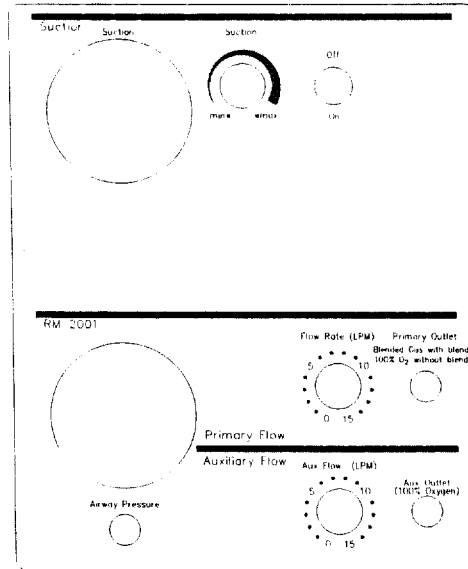 Suction
Suction
Suction
Off
min
max
On
RM 2001
Flow Rate (LPM)
Primary Outlet
Blended Gas with blend
100% O2 without blend
5
10
0
15
Primary Flow
Auxiliary Flow
Aux Flow (LPM)
Aux Outlet
(100% Oxygen)
5
10
0
15
Airway Pressure